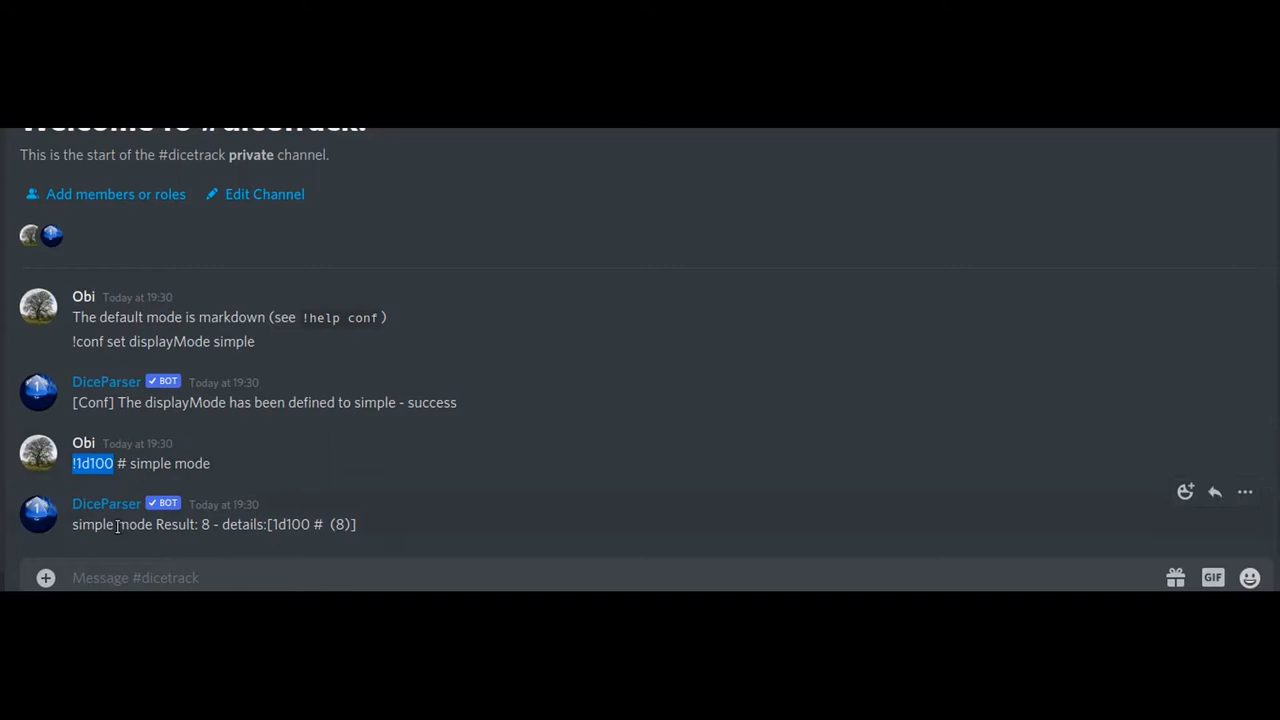 Welcome to #dicetrack!
This is the start of the #dicetrack private channel.
Add members or roles Edit Channel
Obi Today at 19:30
The default mode is markdown (see !help conf)
!conf set displayMode simple
DiceParser BOT Today at 19:30
[Conf] The displayMode has been defined to simple - success
Obi Today at 19:30
!1d100 # simple mode
DiceParser BOT Today at 19:30
simple mode Result: 8 - details:[1d100 # (8)]
Message #dicetrack
GIF